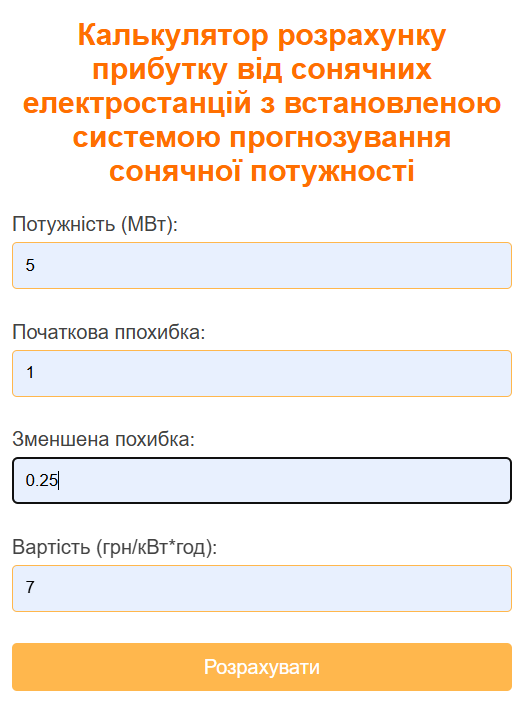 Калькулятор розрахунку
прибутку від сонячних
електростанцій з встановленою
системою прогнозування
сонячної потужності
Потужність (МВт):
5
Початкова ппохибка:
1
Зменшена похибка:
0.25
Вартість (грн/кВт*год):
7
Розрахувати